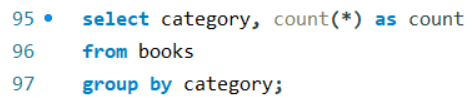 95 select category, count(*) as count
96 from books
97 group by category;